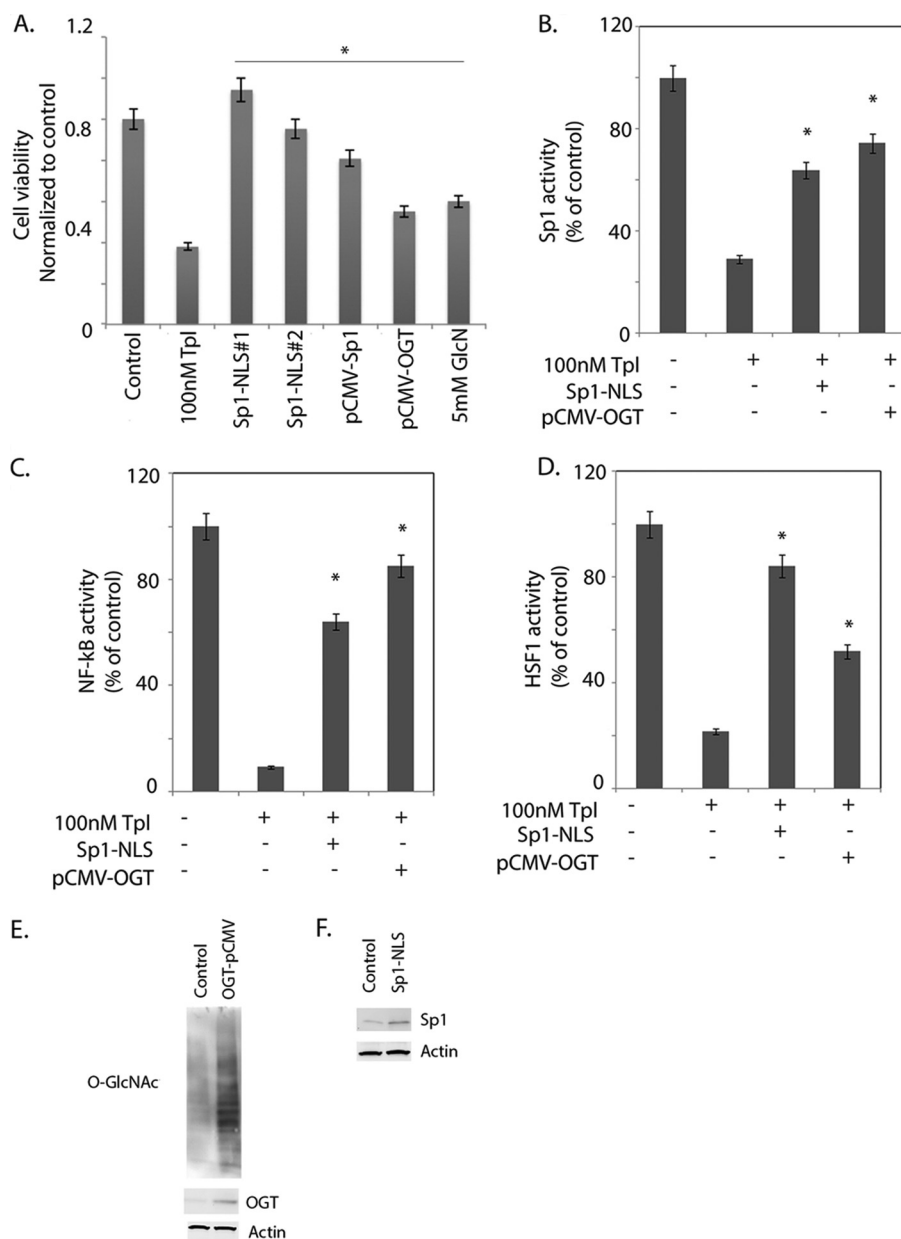 A.
1.2
0.8
0.4
0
Cell viability
Normalized to control
*
Control
100nM Tpl
Sp1-NLS#1
Sp1-NLS#2
pCMV-Sp1
pCMV-OGT
5mM GlcN
B.
120
80
40
0
Sp1 activity
(% of control)
*
*
100nM Tpl - + + +
Sp1-NLS - - + -
pCMV-OGT - - - +
C.
120
80
40
0
NF-kB activity
(% of control)
*
*
100nM Tpl - + + +
Sp1-NLS - - + -
pCMV-OGT - - - +
D.
120
80
40
0
HSF1 activity
(% of control)
*
*
100nM Tpl - + + +
Sp1-NLS - - + -
pCMV-OGT - - - +
E.
Control
OGT-pCMV
O-GlcNAc
OGT
Actin
F.
Control
Sp1-NLS
Sp1
Actin